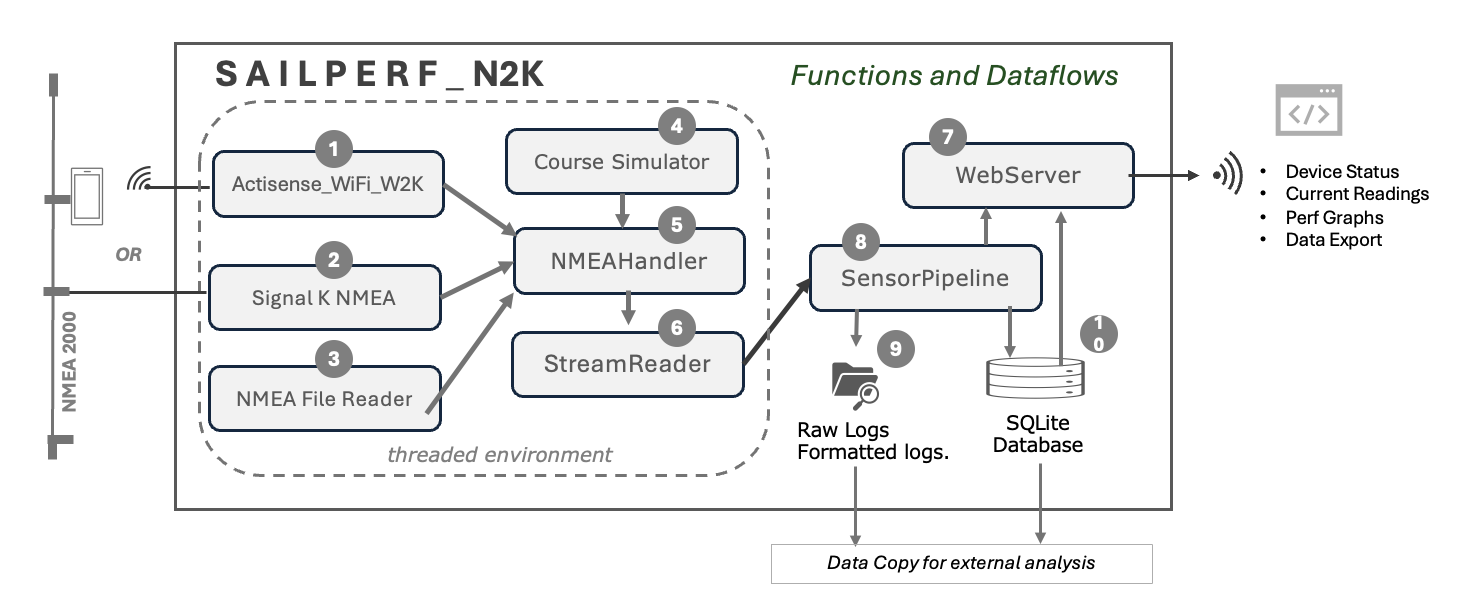 SAILPERF_N2K
Functions and Dataflows
1
Actisense_WiFi_W2K
OR
2
Signal K NMEA
3
NMEA File Reader
NMEA 2000
4
Course Simulator
5
NMEAHandler
6
StreamReader
threaded environment
7
WebServer
8
SensorPipeline
9
Raw Logs
Formatted logs.
1
0
SQLite
Database
</>
• Device Status
• Current Readings
• Perf Graphs
• Data Export
Data Copy for external analysis